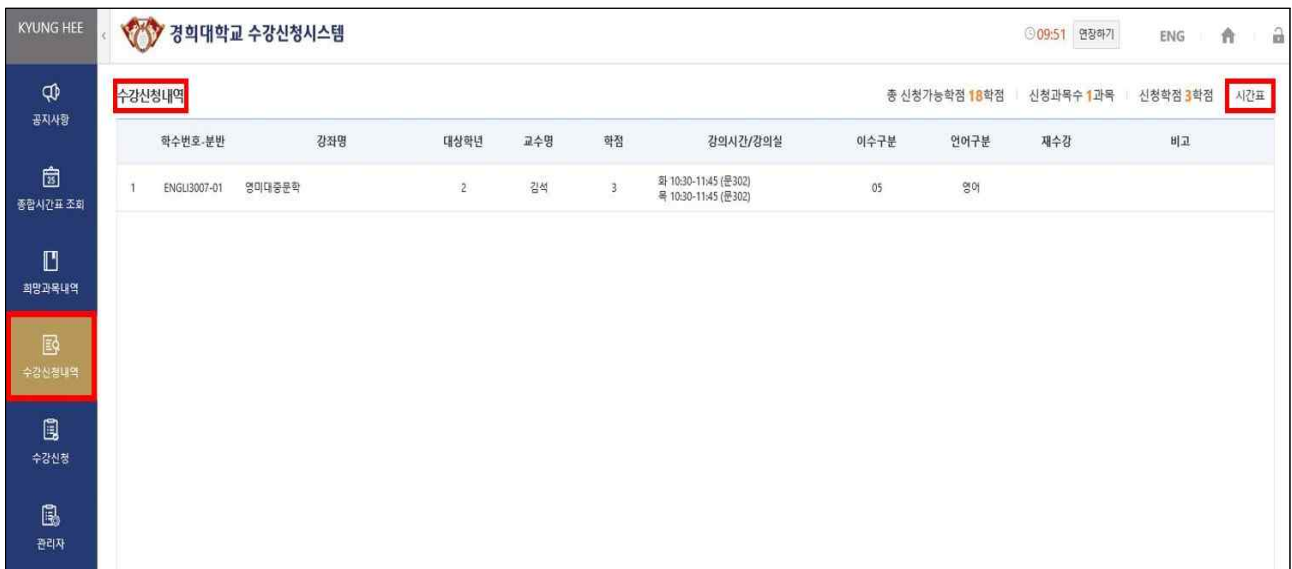 KYUNG HEE
경희대학교 수강신청시스템
09:51 연장하기 ENG
공지사항
25
종합시간표 조회
희망과목내역
수강신청내역
수강신청
관리자
수강신청내역
총 신청가능학점 18학점 신청과목수 1과목 신청학점 3학점 시간표
학수번호-분반 강좌명 대상학년 교수명 학점 강의시간/강의실 이수구분 언어구분 재수강 비고
1 ENGLI3007-01 영미대중문학 2 김석 3 화 10:30-11:45 (문302) 05 영어
목 10:30-11:45 (문302)